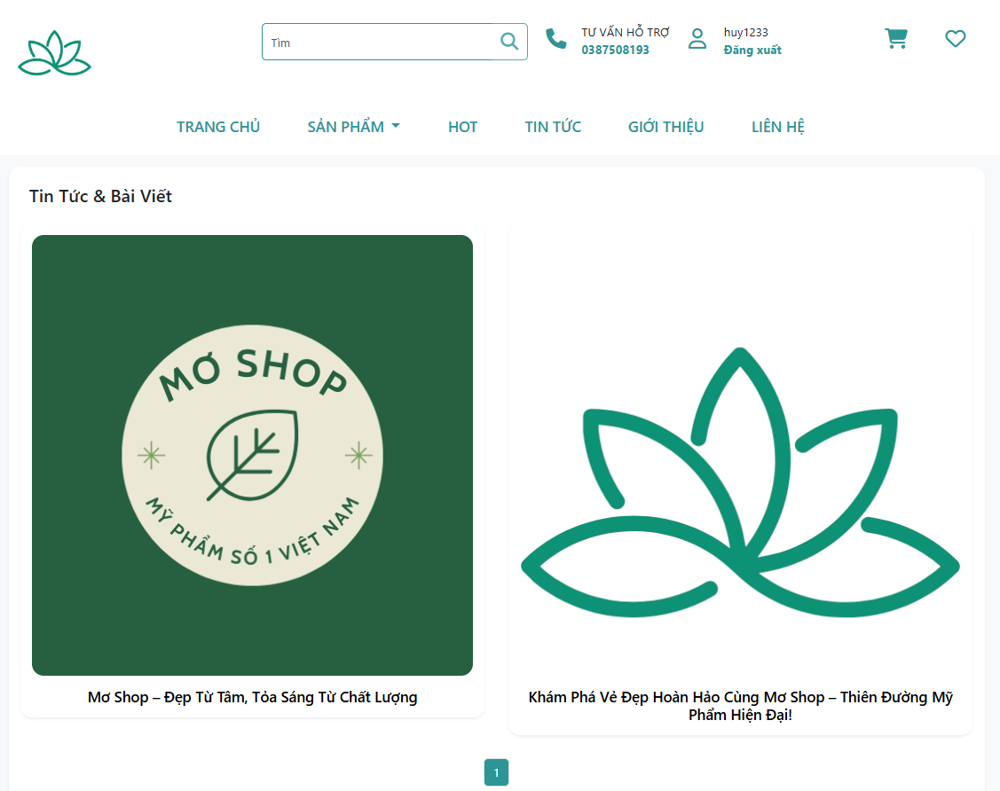 Tìm
TƯ VẤN HỖ TRỢ
0387508193
huy1233
Đăng xuất
TRANG CHỦ
SẢN PHẨM
HOT
TIN TỨC
GIỚI THIỆU
LIÊN HỆ
Tin Tức & Bài Viết
MƠ SHOP
MỸ PHẨM SỐ 1 VIỆT NAM
Mơ Shop – Đẹp Từ Tâm, Tỏa Sáng Từ Chất Lượng
Khám Phá Vẻ Đẹp Hoàn Hảo Cùng Mơ Shop – Thiên Đường Mỹ
Phẩm Hiện Đại!
1